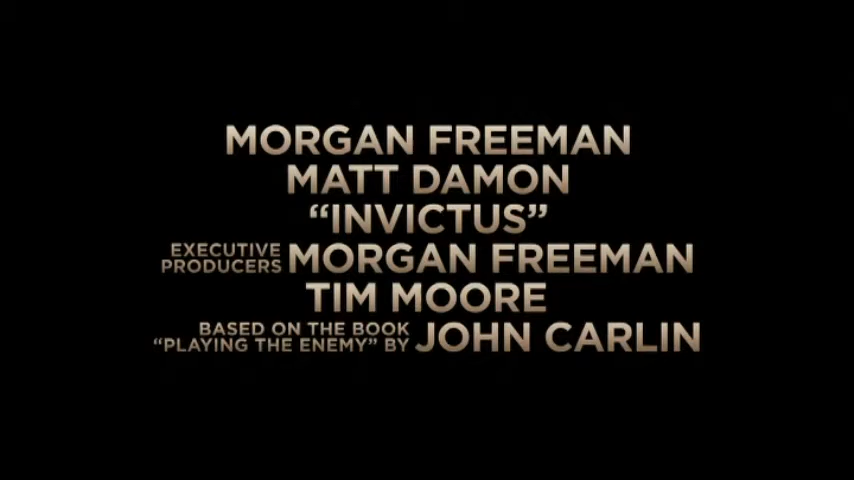 MORGAN FREEMAN
MATT DAMON
“INVICTUS”
EXECUTIVE PRODUCERS MORGAN FREEMAN
TIM MOORE
BASED ON THE BOOK “PLAYING THE ENEMY” BY JOHN CARLIN